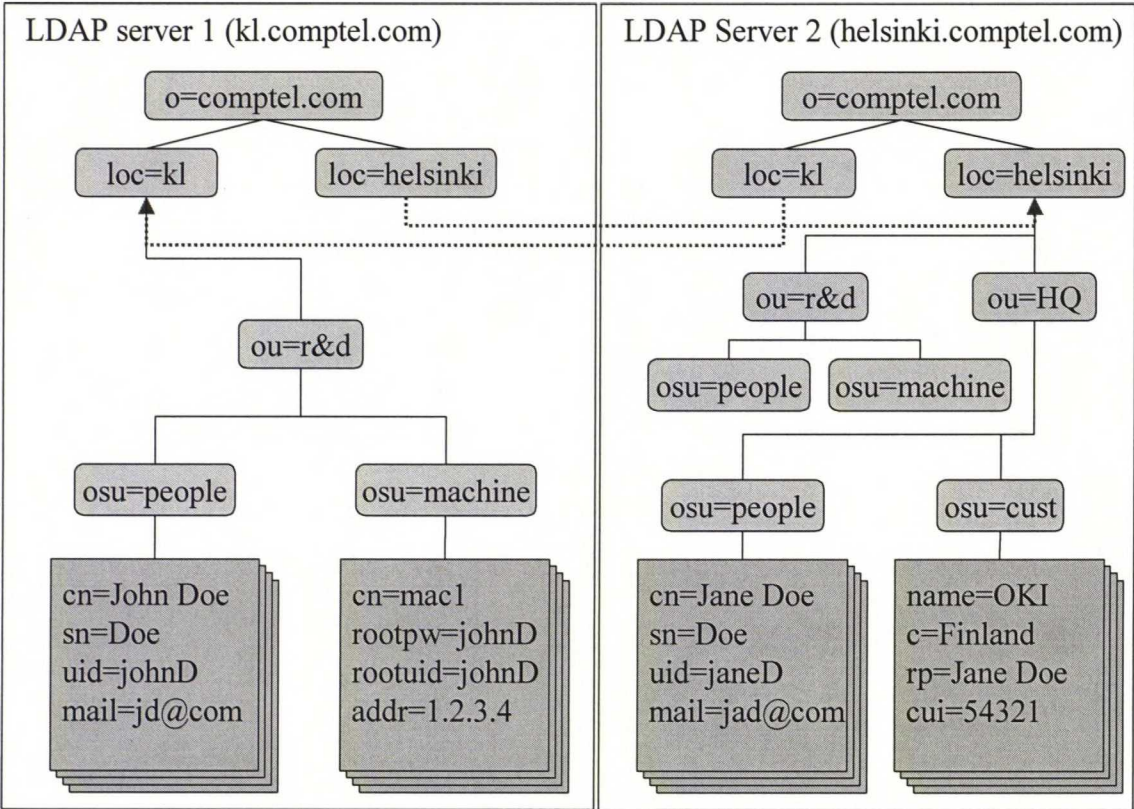 LDAP server 1 (kl.comptel.com)
o=comptel.com
loc=kl
loc=helsinki
ou=r&d
osu=people
osu=machine
cn=John Doe
sn=Doe
uid=johnD
mail=jd@com
cn=mac1
rootpw=johnD
rootuid=johnD
addr=1.2.3.4
LDAP Server 2 (helsinki.comptel.com)
o=comptel.com
loc=kl
loc=helsinki
ou=r&d
ou=HQ
osu=people
osu=machine
osu=people
osu=cust
cn=Jane Doe
sn=Doe
uid=janeD
mail=jad@com
name=OKI
c=Finland
rp=Jane Doe
cui=54321